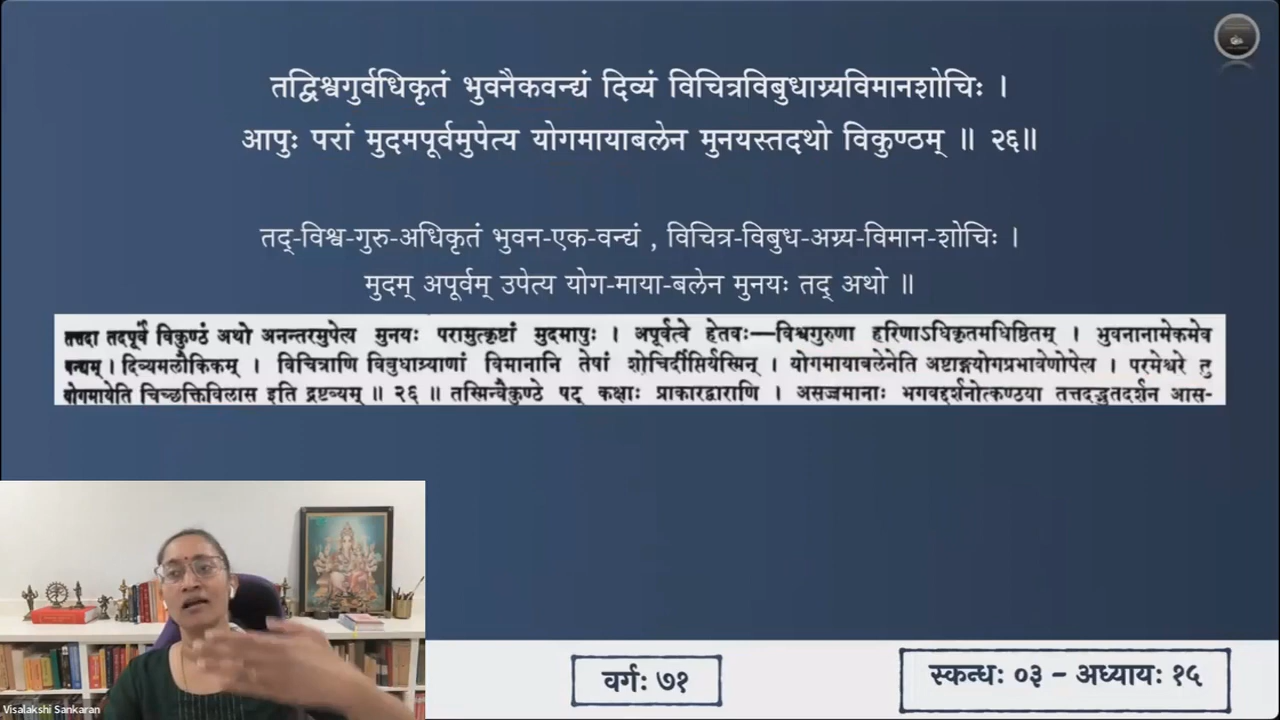 तद्विश्वगुर्वधिकृतं भुवनैकवन्द्यं दिव्यं विचित्रविबुधाग्र्यविमानशोचिः ।
आपुः परां मुदमपूर्वमुपेत्य योगमायाबलेन मुनयस्तदथो विकुण्ठम् ॥ २६॥
तद्-विश्व-गुरु-अधिकृतं भुवन-एक-वन्द्यं , विचित्र-विबुध-अग्र्य-विमान-शोचिः ।
मुदम् अपूर्वम् उपेत्य योग-माया-बलेन मुनयः तद् अथो ॥
तत्तदा तदपूर्वं विकुण्ठं अथो अनन्तरमुपेत्य मुनयः परामुत्कृष्टां मुदमापुः । अपूर्वत्वे हेतवः—विश्वगुरुणा हरिणाऽधिकृतमधिष्ठितम् । भुवनानामेकमेव
वन्द्यम् । दिव्यमलौकिकम् । विचित्राणि विबुधाग्र्याणां विमानानि तेषां शोचिर्दीप्तिर्यस्मिन् । योगमायाबलेनेति अष्टाङ्गयोगप्रभावेणोपेत्य । परमेश्वरे तु
योगमायेति चिच्छक्तिविलास इति द्रष्टव्यम् ॥ २६ ॥ तस्मिन्वैकुण्ठे षट् कक्षाः प्राकारद्वाराणि । असज्जमानाः भगवद्दर्शनोत्कण्ठया तत्तदद्भुतदर्शन आस-
Visalakshi Sankaran
वर्गः ७१
स्कन्धः ०३ - अध्यायः १५